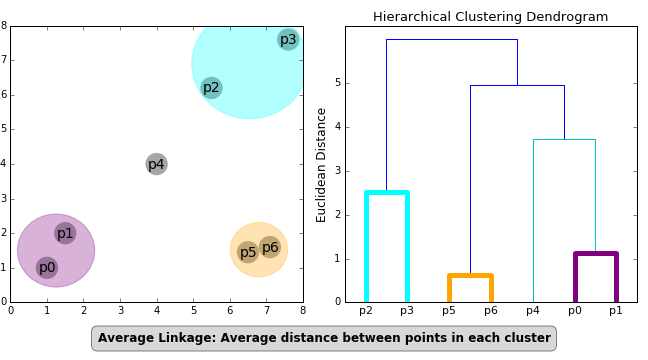 Hierarchical Clustering Dendrogram
8
7
6
5
4
3
2
1
0
p3
p2
p4
p1
p0
p5
p6
0 1 2 3 4 5 6 7 8
Euclidean Distance
5
4
3
2
1
0
p2 p3 p5 p6 p4 p0 p1
Average Linkage: Average distance between points in each cluster